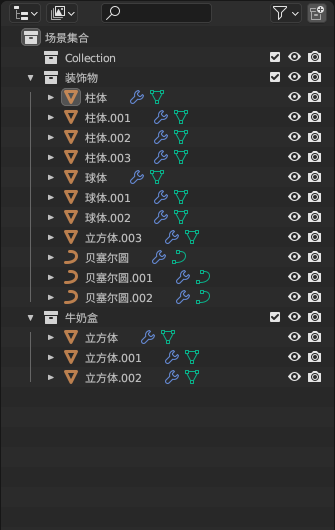 场景集合
Collection
装饰物
柱体
柱体.001
柱体.002
柱体.003
球体
球体.001
球体.002
立方体.003
贝塞尔圆
贝塞尔圆.001
贝塞尔圆.002
牛奶盒
立方体
立方体.001
立方体.002